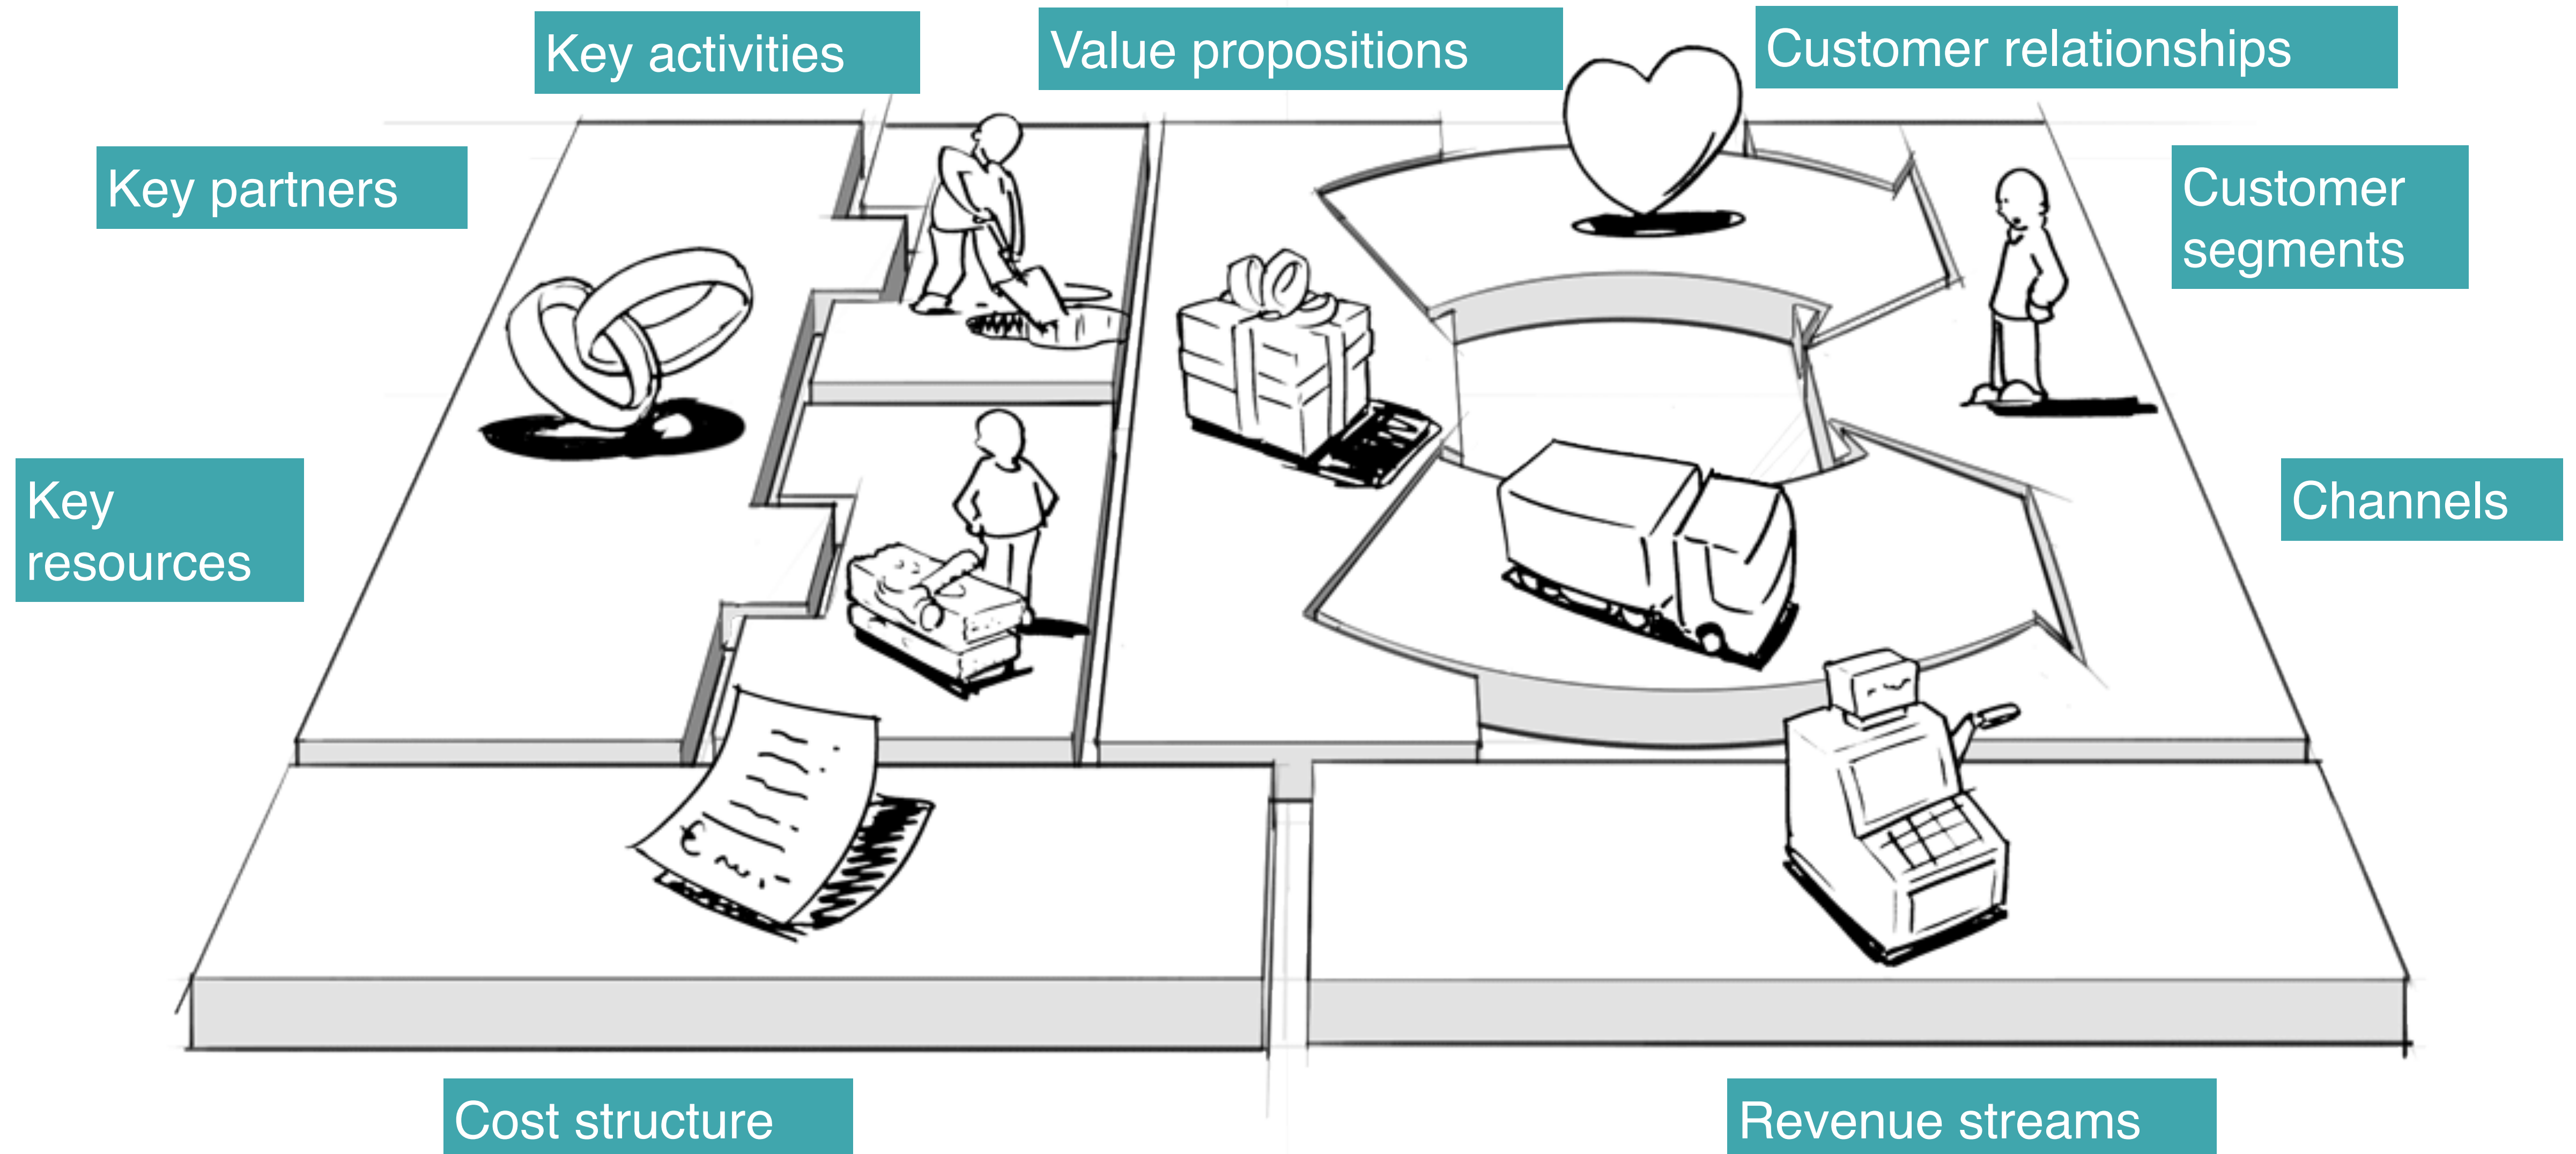 Key activities
Value propositions
Customer relationships
Key partners
Customer
segments
Key
resources
Channels
€
Cost structure
Revenue streams